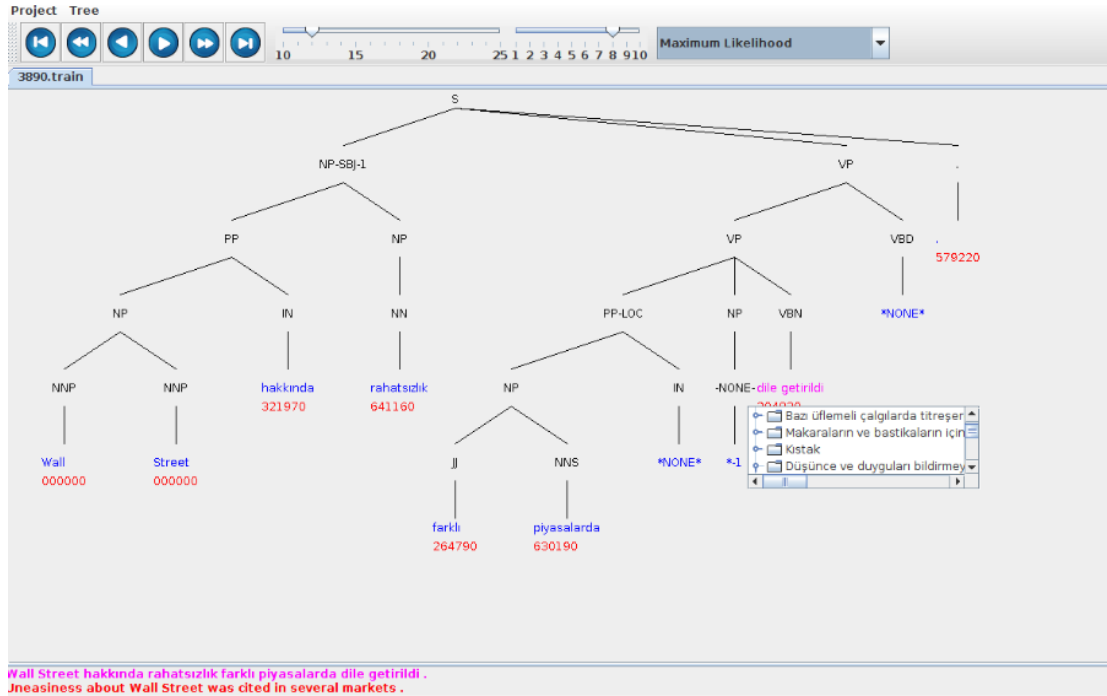 Project Tree
10 15 20 25 1 2 3 4 5 6 7 8 9 10 Maximum Likelihood
3890.train
S
NP-SBJ-1 VP .
PP NP VP VBD .
579220
NP IN NN PP-LOC NP VBN *NONE*
NNP NNP hakkında rahatsızlık NP IN -NONE- dile getirildi
321970 641160
Bazı üflemeli çalgılarda titreşer
Makaraların ve bastikaların için
Kıstak
Düşünce ve duyguları bildirmey
Wall Street JJ NNS *NONE* *-1
000000 000000
farklı piyasalarda
264790 630190
Wall Street hakkında rahatsızlık farklı piyasalarda dile getirildi .
Uneasiness about Wall Street was cited in several markets .